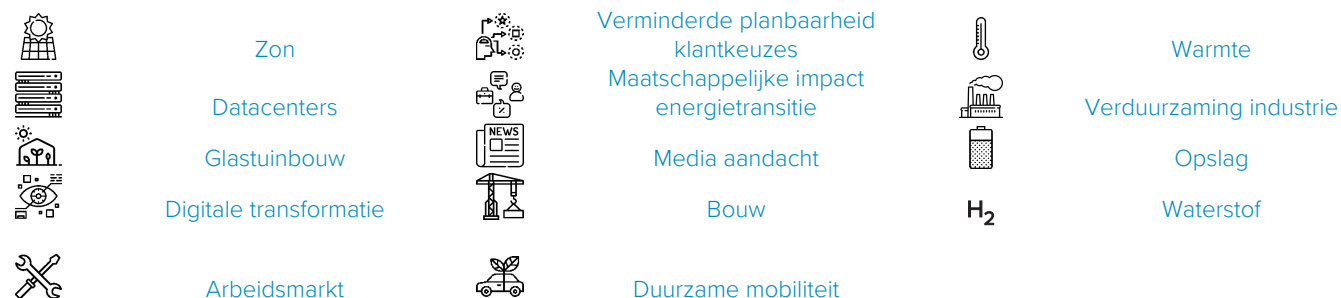 Zon
Verminderde planbaarheid
klantkeuzes
Warmte
Datacenters
Maatschappelijke impact
energietransitie
Verduurzaming industrie
Glastuinbouw
NEWS
Media aandacht
Opslag
Digitale transformatie
Bouw
H₂
Waterstof
Arbeidsmarkt
Duurzame mobiliteit